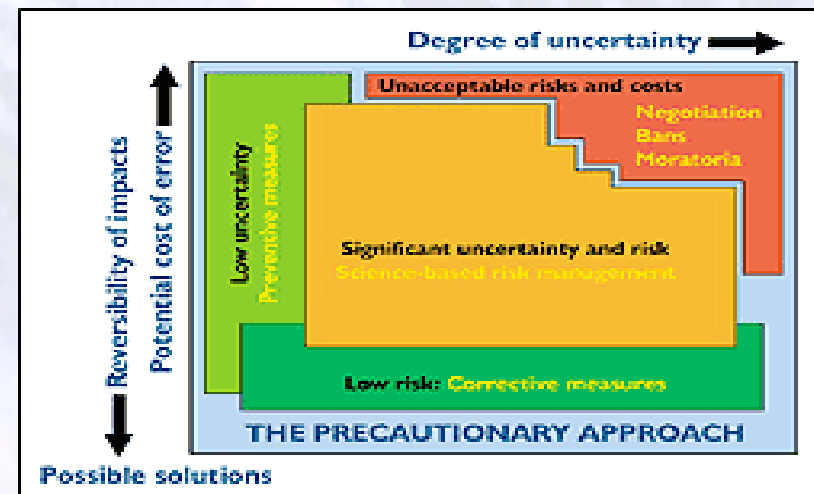 Degree of uncertainty
Reversibility of impacts
Potential cost of error
Low uncertainty
Preventive measures
Unacceptable risks and costs
Negotiation
Bans
Moratoria
Significant uncertainty and risk
Science-based risk management
Low risk: Corrective measures
THE PRECAUTIONARY APPROACH
Possible solutions